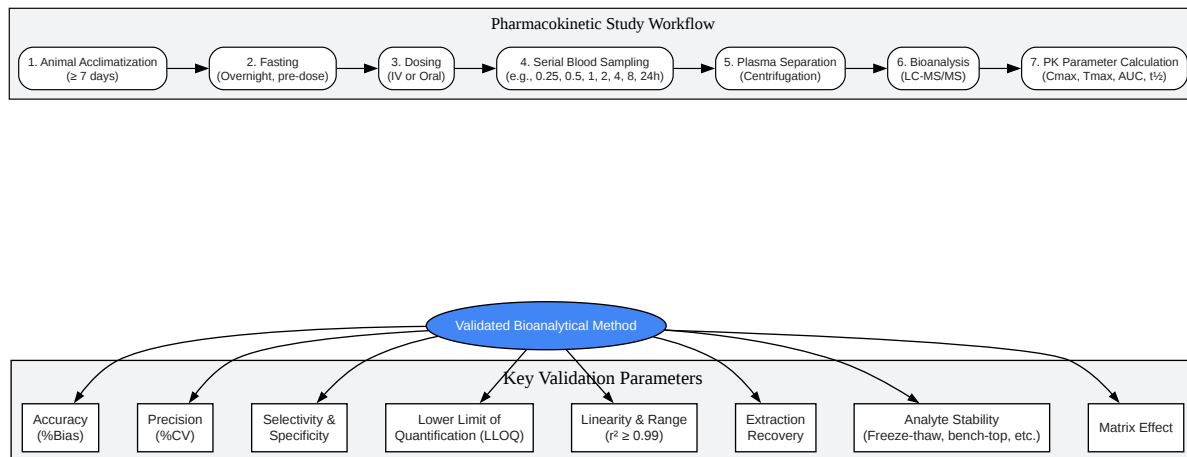 Pharmacokinetic Study Workflow
1. Animal Acclimatization
(≥ 7 days)
2. Fasting
(Overnight, pre-dose)
3. Dosing
(IV or Oral)
4. Serial Blood Sampling
(e.g., 0.25, 0.5, 1, 2, 4, 8, 24h)
5. Plasma Separation
(Centrifugation)
6. Bioanalysis
(LC-MS/MS)
7. PK Parameter Calculation
(Cmax, Tmax, AUC, t½)
Validated Bioanalytical Method
Key Validation Parameters
Accuracy
(%Bias)
Precision
(%CV)
Selectivity &
Specificity
Lower Limit of
Quantification (LLOQ)
Linearity & Range
(r² ≥ 0.99)
Extraction
Recovery
Analyte Stability
(Freeze-thaw, bench-top, etc.)
Matrix Effect